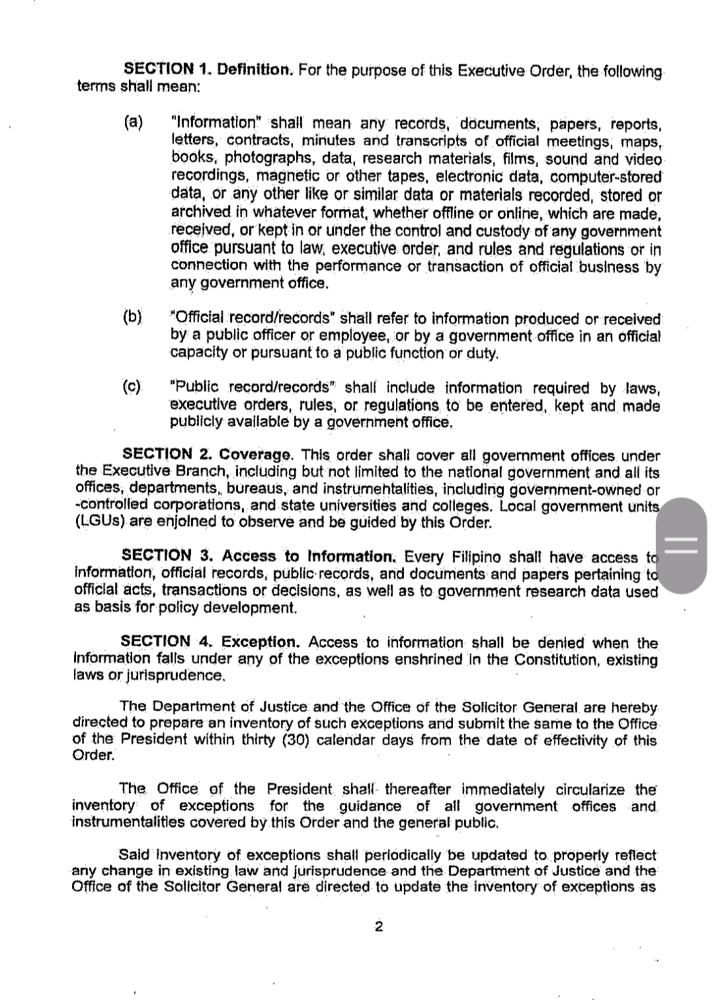 SECTION 1. Definition. For the purpose of this Executive Order, the following
terms shall mean:
(a) "Information" shall mean any records, documents, papers, reports,
letters, contracts, minutes and transcripts of official meetings, maps,
books, photographs, data, research materials, films, sound and video
recordings, magnetic or other tapes, electronic data, computer-stored
data, or any other like or similar data or materials recorded, stored or
archived in whatever format, whether offline or online, which are made,
received, or kept in or under the control and custody of any government
office pursuant to law, executive order, and rules and regulations or in
connection with the performance or transaction of official business by
any government office.
(b) "Official record/records" shall refer to information produced or received
by a public officer or employee, or by a government office in an official
capacity or pursuant to a public function or duty.
(c) "Public record/records" shall include information required by laws,
executive orders, rules, or regulations to be entered, kept and made
publicly available by a government office.
SECTION 2. Coverage. This order shall cover all government offices under
the Executive Branch, including but not limited to the national government and all its
offices, departments, bureaus, and instrumentalities, including government-owned or
-controlled corporations, and state universities and colleges. Local government units
(LGUs) are enjoined to observe and be guided by this Order.
SECTION 3. Access to Information. Every Filipino shall have access to
information, official records, public records, and documents and papers pertaining to
official acts, transactions or decisions, as well as to government research data used
as basis for policy development.
SECTION 4. Exception. Access to information shall be denied when the
information falls under any of the exceptions enshrined in the Constitution, existing
laws or jurisprudence.
The Department of Justice and the Office of the Solicitor General are hereby
directed to prepare an inventory of such exceptions and submit the same to the Office
of the President within thirty (30) calendar days from the date of effectivity of this
Order.
The Office of the President shall thereafter immediately circularize the
inventory of exceptions for the guidance of all government offices and
instrumentalities covered by this Order and the general public.
Said inventory of exceptions shall periodically be updated to properly reflect
any change in existing law and jurisprudence and the Department of Justice and the
Office of the Solicitor General are directed to update the inventory of exceptions as
2